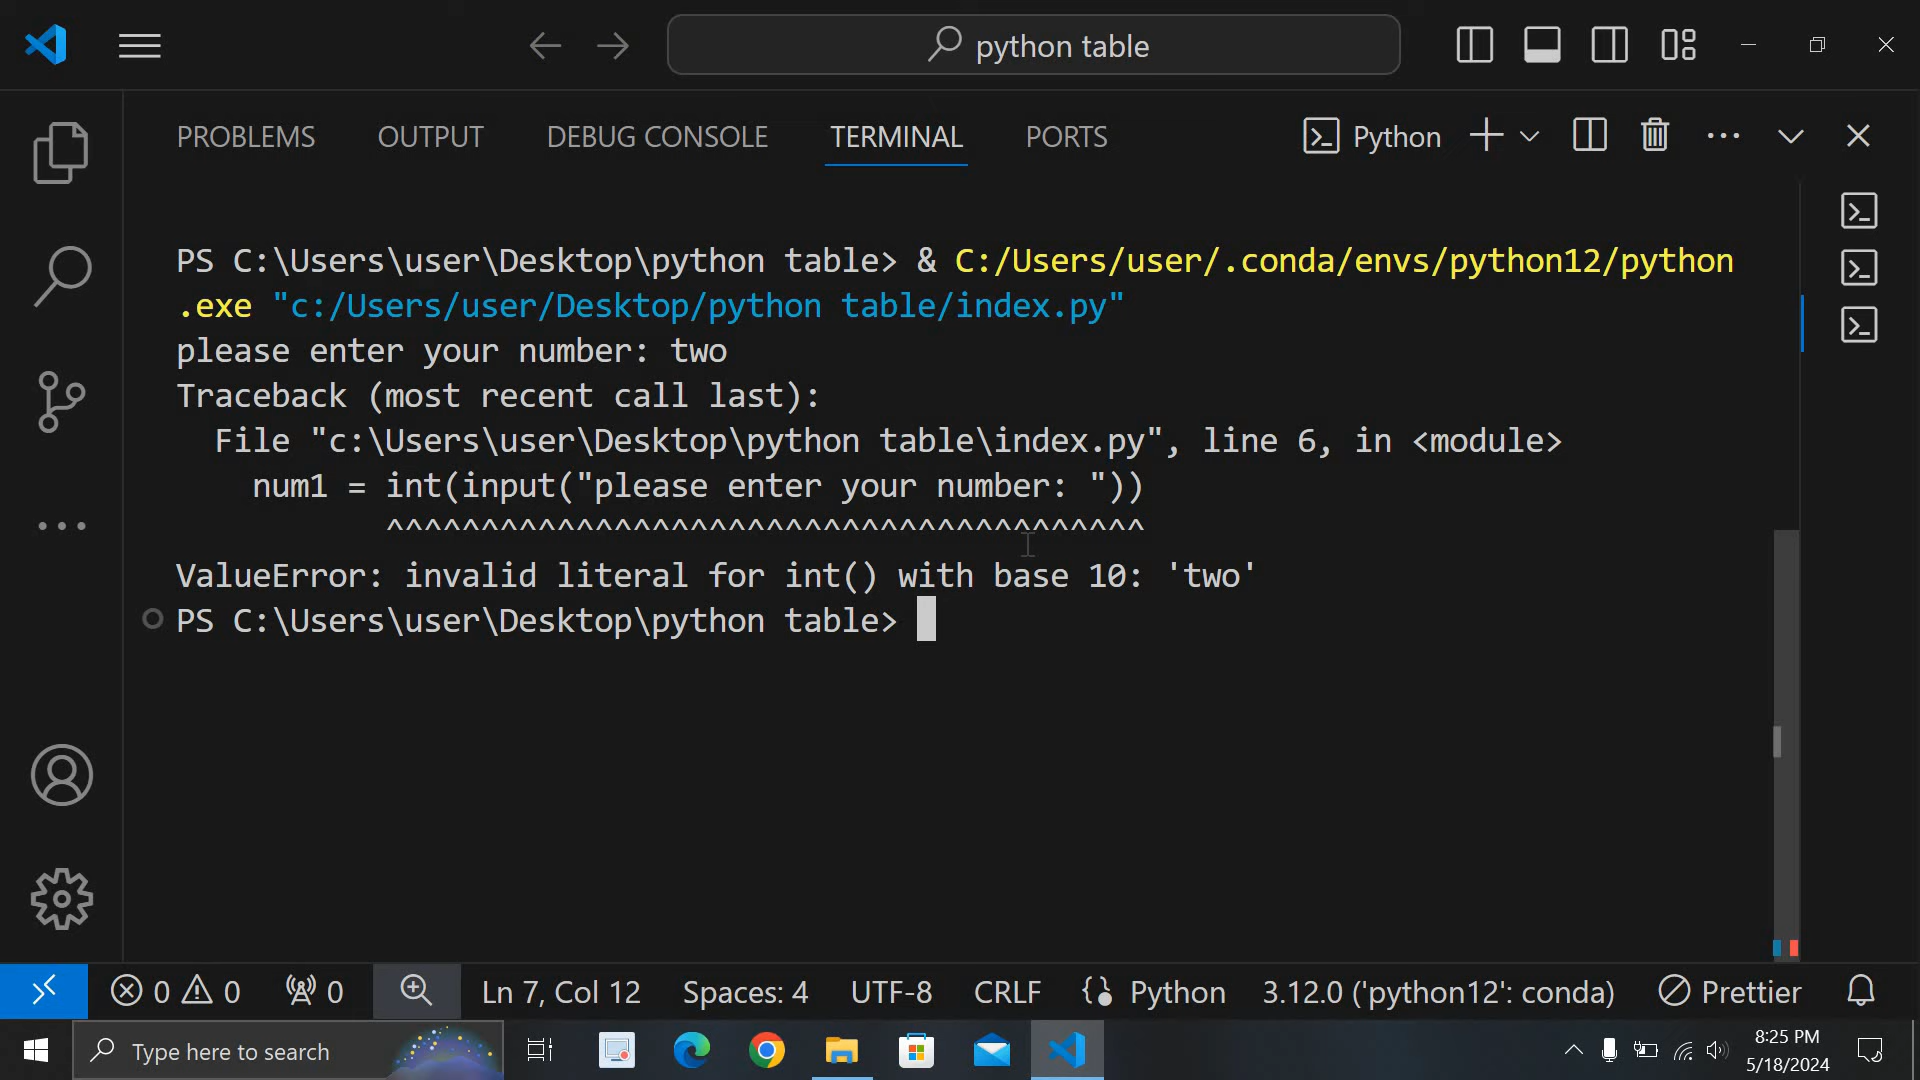 python table
PROBLEMS OUTPUT DEBUG CONSOLE TERMINAL PORTS Python
PS C:\Users\user\Desktop\python table> & C:/Users/user/.conda/envs/python12/python
.exe "c:/Users/user/Desktop/python table/index.py"
please enter your number: two
Traceback (most recent call last):
  File "c:\Users\user\Desktop\python table\index.py", line 6, in <module>
    num1 = int(input("please enter your number: "))
           ^^^^^^^^^^^^^^^^^^^^^^^^^^^^^^^^^^^^^^^^
ValueError: invalid literal for int() with base 10: 'two'
PS C:\Users\user\Desktop\python table>
0 0 0 Ln 7, Col 12 Spaces: 4 UTF-8 CRLF Python 3.12.0 ('python12': conda) Prettier
Type here to search
8:25 PM
5/18/2024